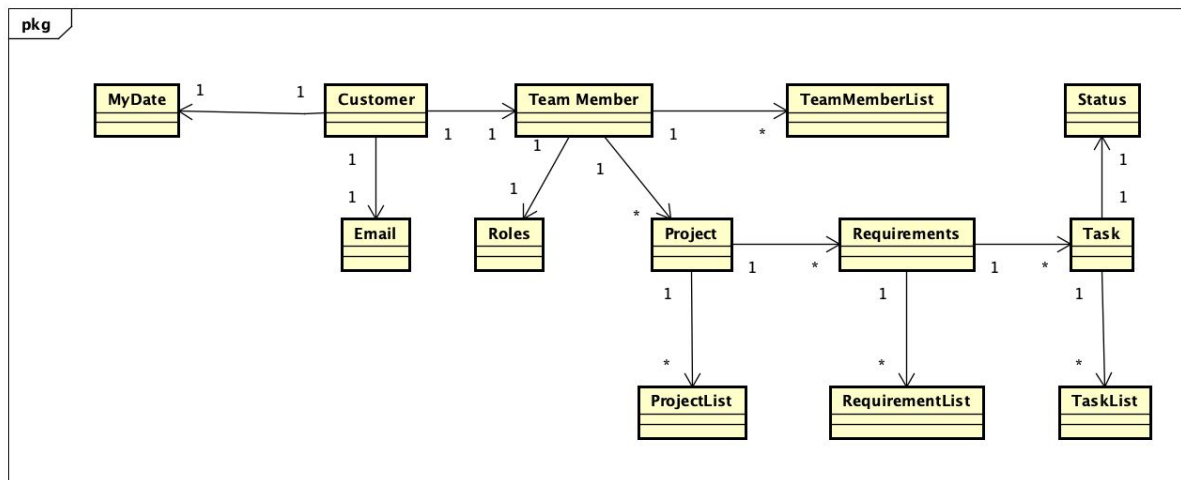 pkg
MyDate
1
1
Customer
1
1
Team Member
1
*
TeamMemberList
Status
1
1
1
1
1
1
*
1
1
Email
Roles
Project
1
*
Requirements
1
*
Task
1
*
1
*
1
*
ProjectList
RequirementList
TaskList